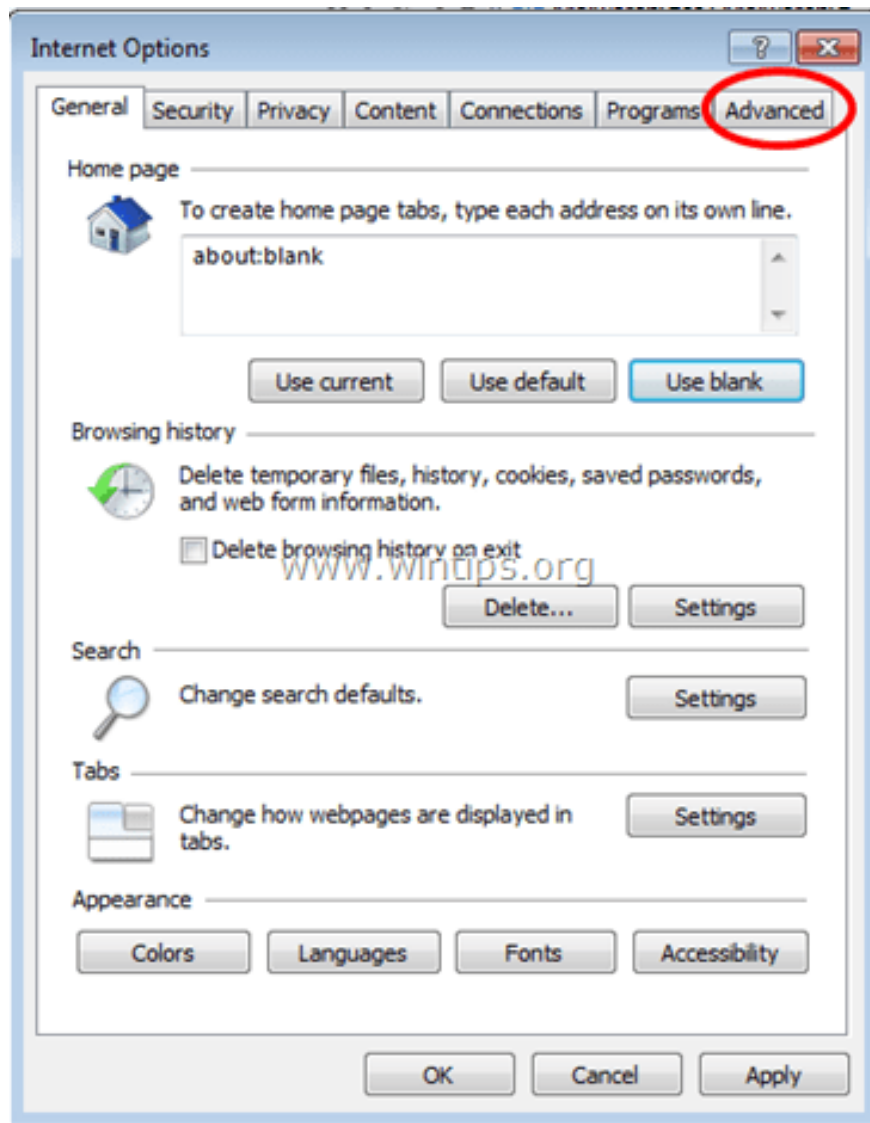 Internet Options
General Security Privacy Content Connections Programs Advanced
Home page
To create home page tabs, type each address on its own line.
about:blank
Use current Use default Use blank
Browsing history
Delete temporary files, history, cookies, saved passwords,
and web form information.
Delete browsing history on exit
www.wintips.org
Delete... Settings
Search
Change search defaults. Settings
Tabs
Change how webpages are displayed in
tabs.
Settings
Appearance
Colors Languages Fonts Accessibility
OK Cancel Apply